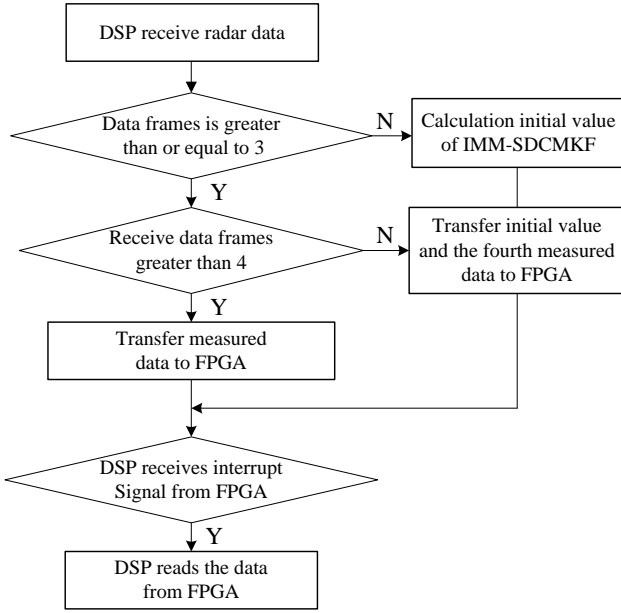 DSP receive radar data
Data frames is greater
than or equal to 3
N
Calculation initial value
of IMM-SDCMKF
Y
Receive data frames
greater than 4
N
Transfer initial value
and the fourth measured
data to FPGA
Y
Transfer measured
data to FPGA
DSP receives interrupt
Signal from FPGA
Y
DSP reads the data
from FPGA